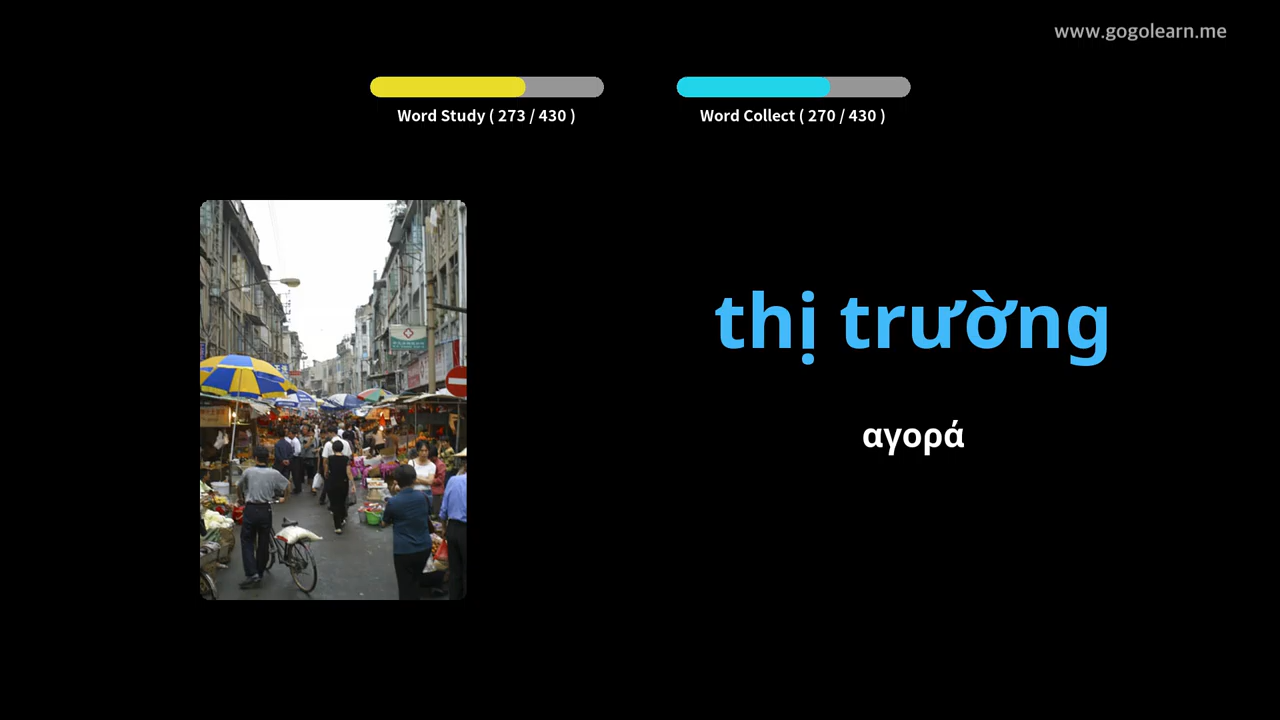 www.gogolearn.me
Word Study ( 273 / 430 )
Word Collect ( 270 / 430 )
thị trường
αγορά